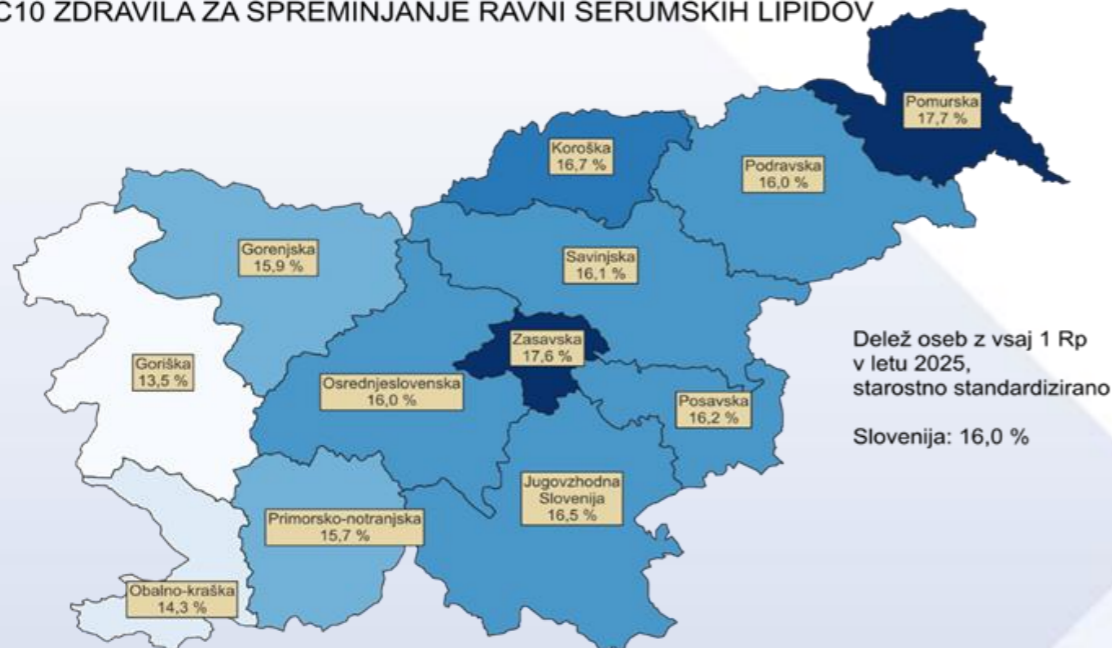 C10 ZDRAVILA ZA SPREMINJANJE RAVNI SERUMSKIH LIPIDOV
Pomurska
17,7 %
Koroška
16,7 %
Podravska
16,0 %
Gorenjska
15,9 %
Savinjska
16,1 %
Zasavska
17,6 %
Goriška
13,5 %
Osrednjeslovenska
16,0 %
Posavska
16,2 %
Jugovzhodna
Slovenija
16,5 %
Primorsko-notranjska
15,7 %
Obalno-kraška
14,3 %
Delež oseb z vsaj 1 Rp
v letu 2025,
starostno standardizirano
Slovenija: 16,0 %